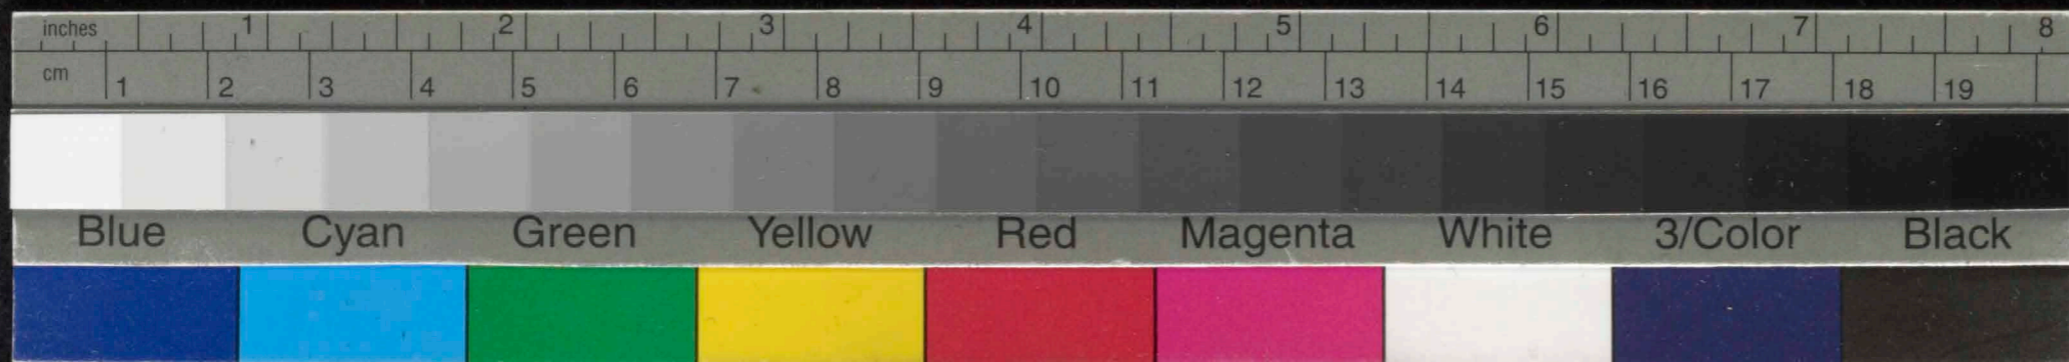 inches 1 2 3 4 5 6 7 8
cm 1 2 3 4 5 6 7 8 9 10 11 12 13 14 15 16 17 18 19
Blue Cyan Green Yellow Red Magenta White 3/Color Black